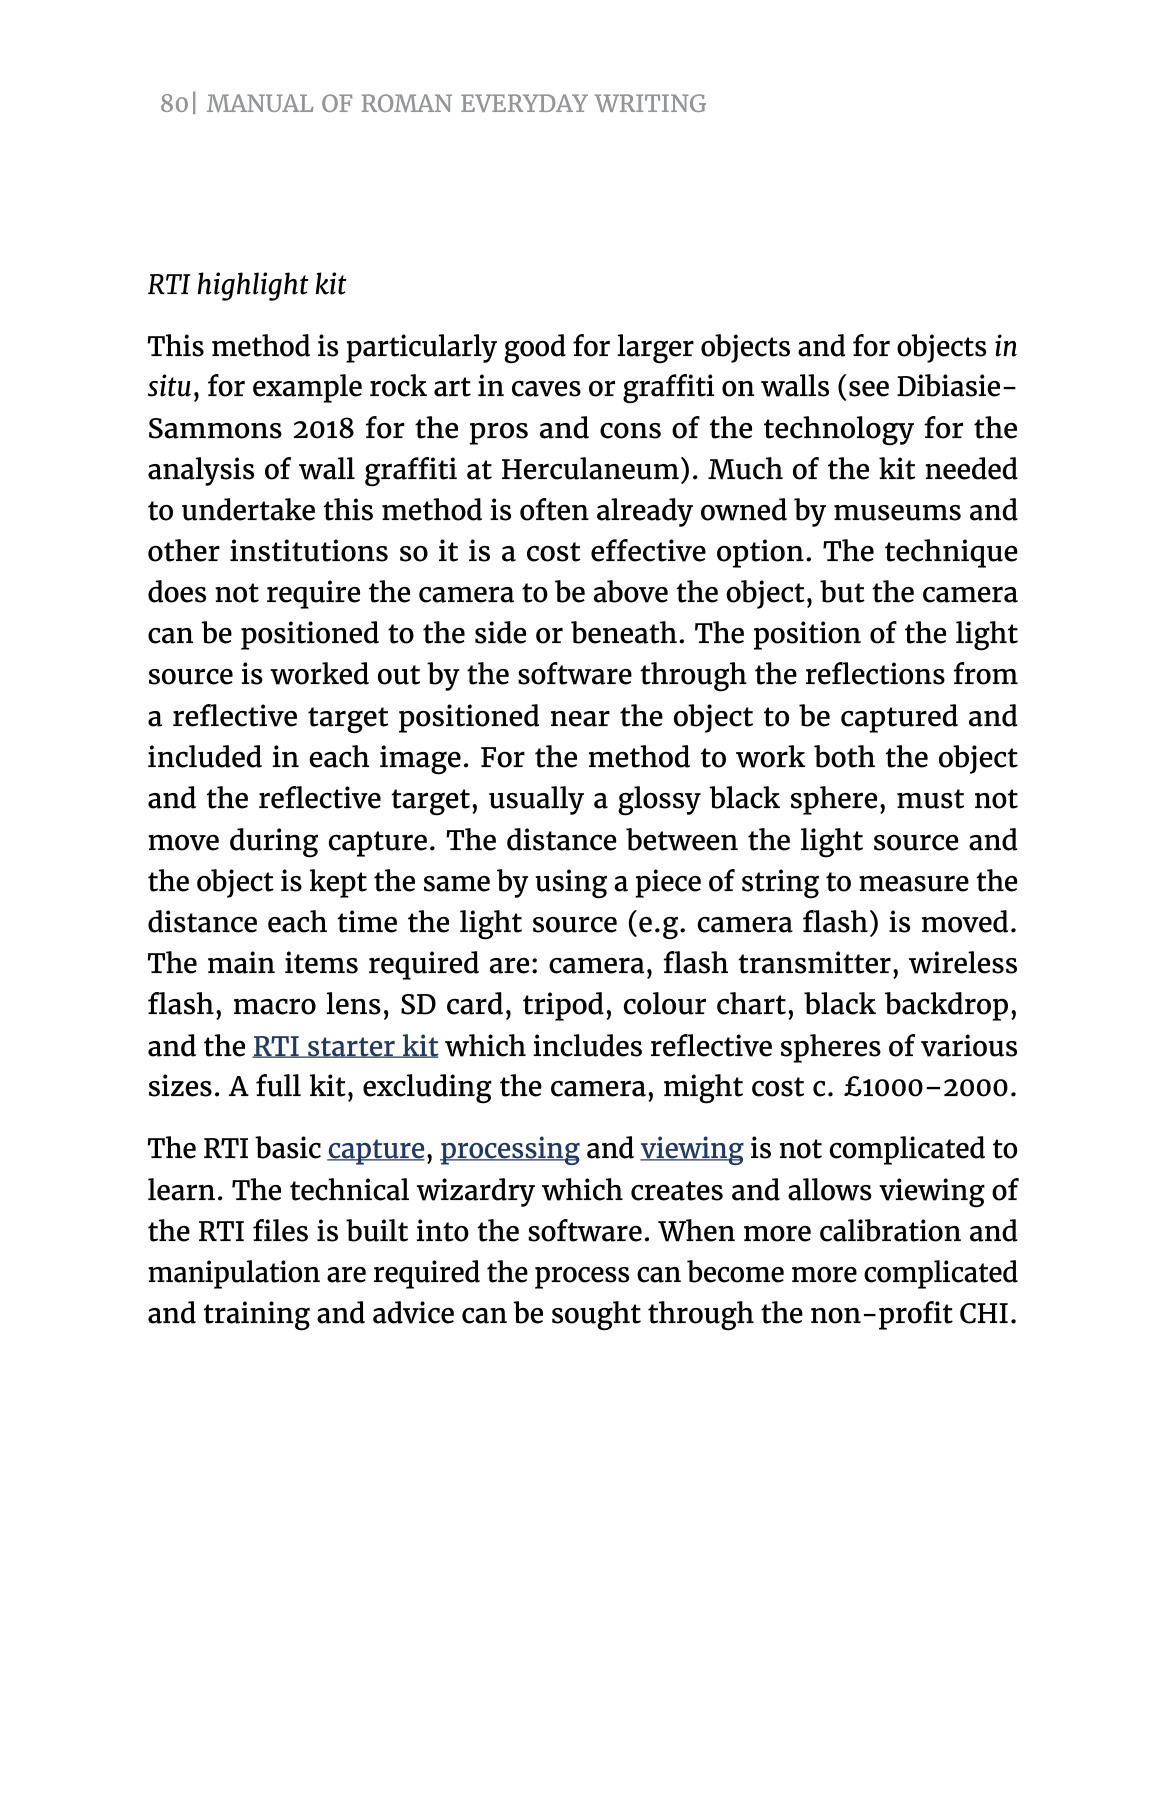 80| MANUAL OF ROMAN EVERYDAY WRITING
RTI highlight kit
This method is particularly good for larger objects and for objects in
situ, for example rock art in caves or graffiti on walls (see Dibiasie-
Sammons 2018 for the pros and cons of the technology for the
analysis of wall graffiti at Herculaneum). Much of the kit needed
to undertake this method is often already owned by museums and
other institutions so it is a cost effective option. The technique
does not require the camera to be above the object, but the camera
can be positioned to the side or beneath. The position of the light
source is worked out by the software through the reflections from
a reflective target positioned near the object to be captured and
included in each image. For the method to work both the object
and the reflective target, usually a glossy black sphere, must not
move during capture. The distance between the light source and
the object is kept the same by using a piece of string to measure the
distance each time the light source (e.g. camera flash) is moved.
The main items required are: camera, flash transmitter, wireless
flash, macro lens, SD card, tripod, colour chart, black backdrop,
and the RTI starter kit which includes reflective spheres of various
sizes. A full kit, excluding the camera, might cost c. £1000–2000.
The RTI basic capture, processing and viewing is not complicated to
learn. The technical wizardry which creates and allows viewing of
the RTI files is built into the software. When more calibration and
manipulation are required the process can become more complicated
and training and advice can be sought through the non-profit CHI.